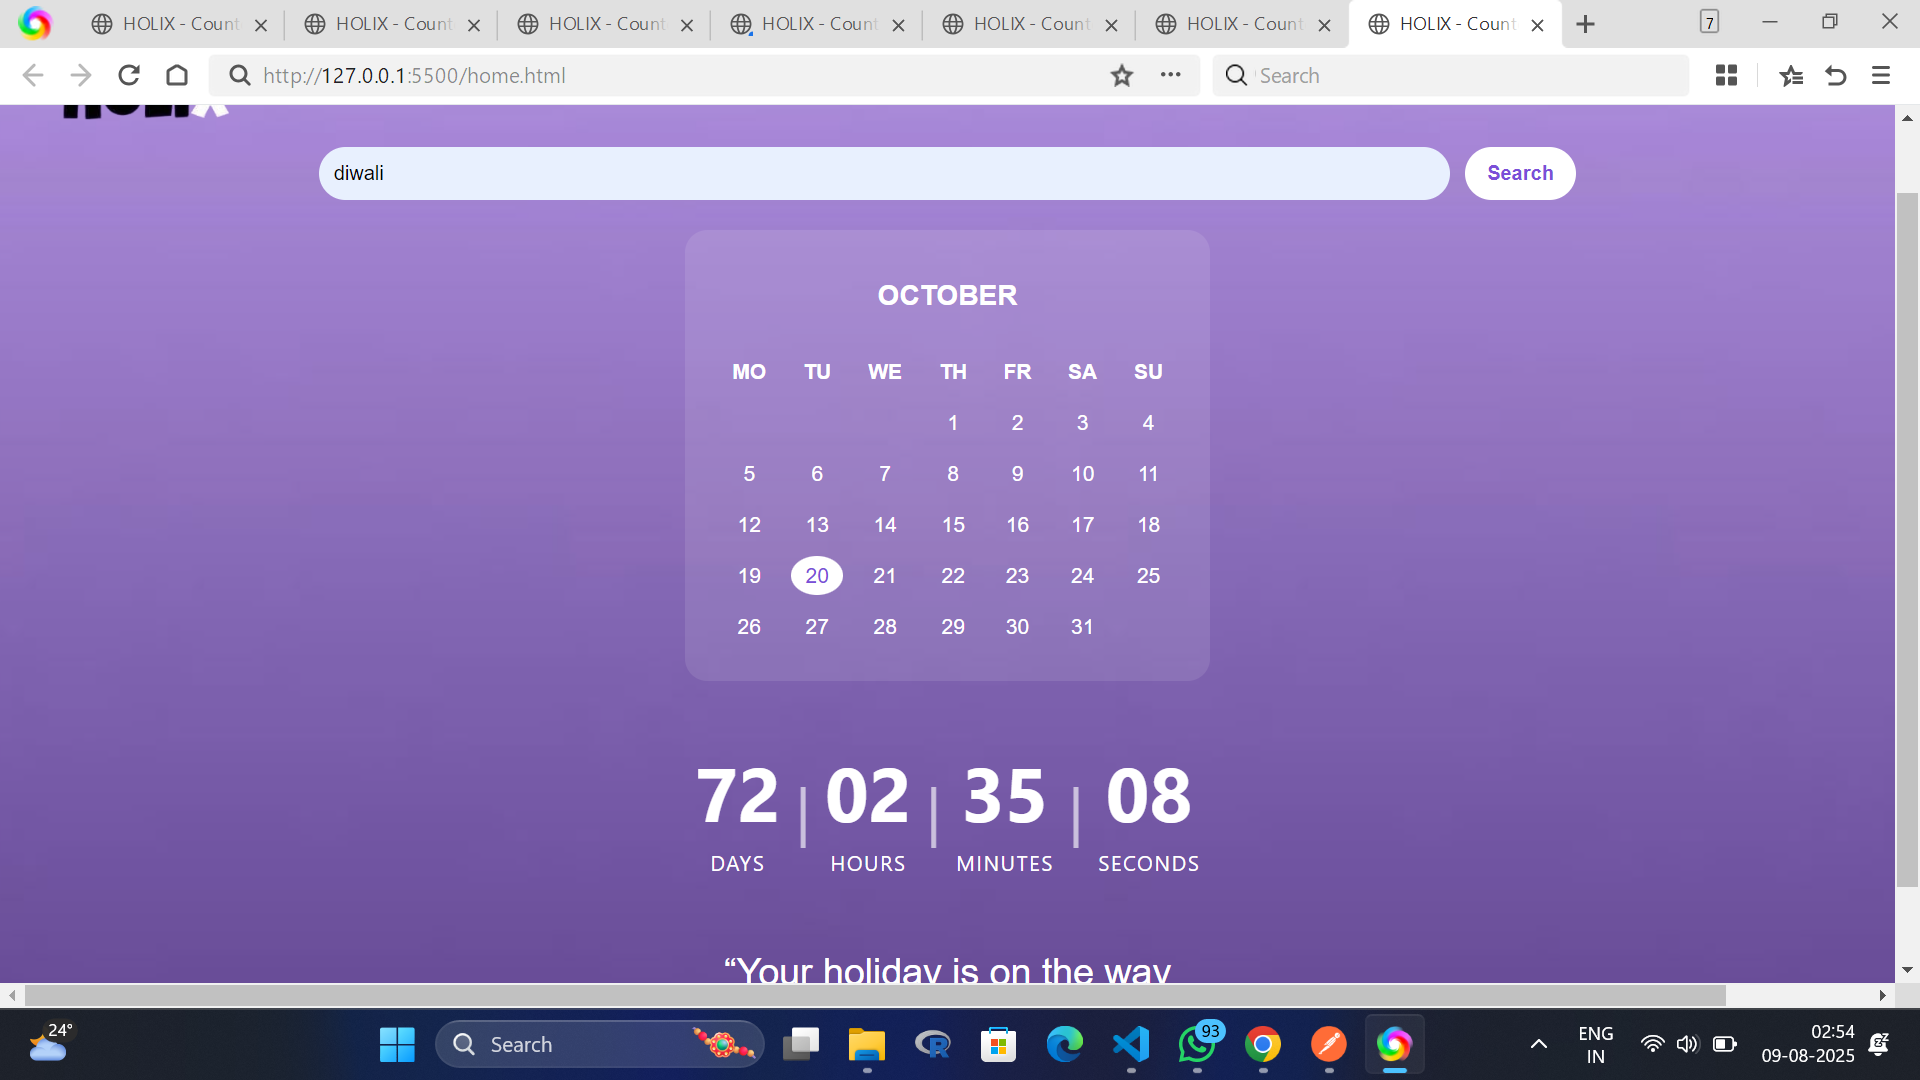 HOLIX - Count
HOLIX - Count
HOLIX - Count
HOLIX - Count
HOLIX - Count
HOLIX - Count
HOLIX - Count
7
http://127.0.0.1:5500/home.html
Search
HOLIX
diwali
Search
OCTOBER
MO TU WE TH FR SA SU
1 2 3 4
5 6 7 8 9 10 11
12 13 14 15 16 17 18
19 20 21 22 23 24 25
26 27 28 29 30 31
72 | 02 | 35 | 08
DAYS HOURS MINUTES SECONDS
“Your holiday is on the way
24°
Search
93
ENG
IN
02:54
09-08-2025